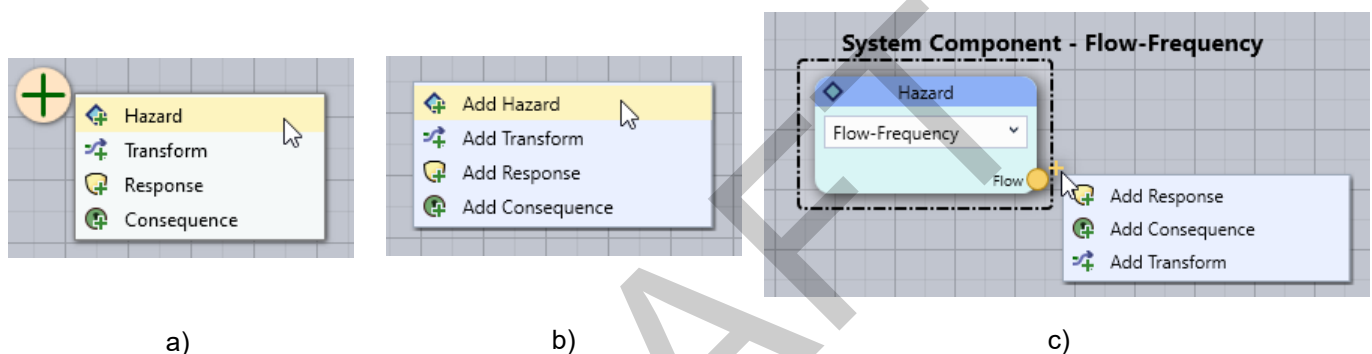 Hazard
Transform
Response
Consequence
a)
Add Hazard
Add Transform
Add Response
Add Consequence
b)
System Component - Flow-Frequency
Hazard
Flow-Frequency
Flow
Add Response
Add Consequence
Add Transform
c)